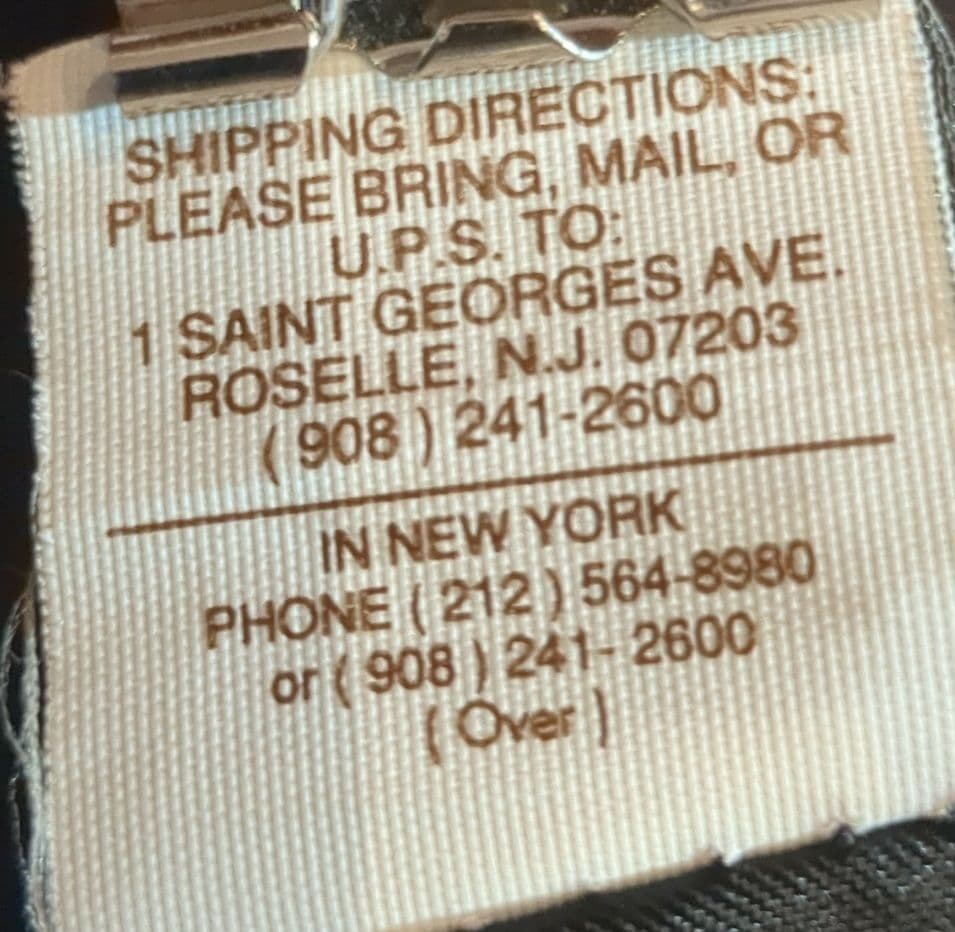 SHIPPING DIRECTIONS:
PLEASE BRING, MAIL, OR
U.P.S. TO:
1 SAINT GEORGES AVE.
ROSELLE, N.J. 07203
( 908 ) 241-2600
IN NEW YORK
PHONE ( 212 ) 564-8980
or ( 908 ) 241- 2600
( Over )